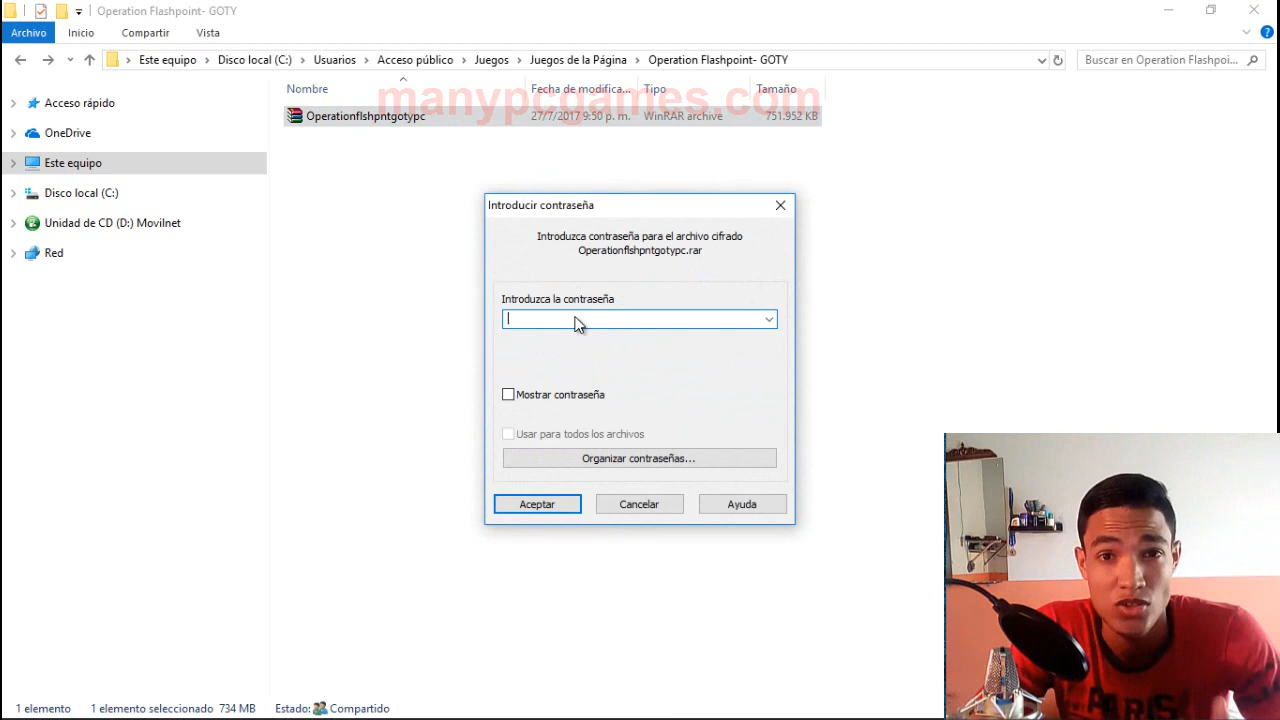 Operation Flashpoint- GOTY
Archivo Inicio Compartir Vista
Este equipo Disco local (C:) Usuarios Acceso público Juegos Juegos de la Página Operation Flashpoint- GOTY Buscar en Operation Flashpoi...
Nombre Fecha de modifica... Tipo Tamaño
manypcgames.com
Operationflshpntgotypc 27/7/2017 9:50 p. m. WinRAR archive 751.952 KB
Acceso rápido
OneDrive
Este equipo
Disco local (C:)
Unidad de CD (D:) Movilnet
Red
Introducir contraseña
Introduzca contraseña para el archivo cifrado
Operationflshpntgotypc.rar
Introduzca la contraseña
Mostrar contraseña
Usar para todos los archivos
Organizar contraseñas...
Aceptar Cancelar Ayuda
PARIS
1 elemento 1 elemento seleccionado 734 MB Estado: Compartido